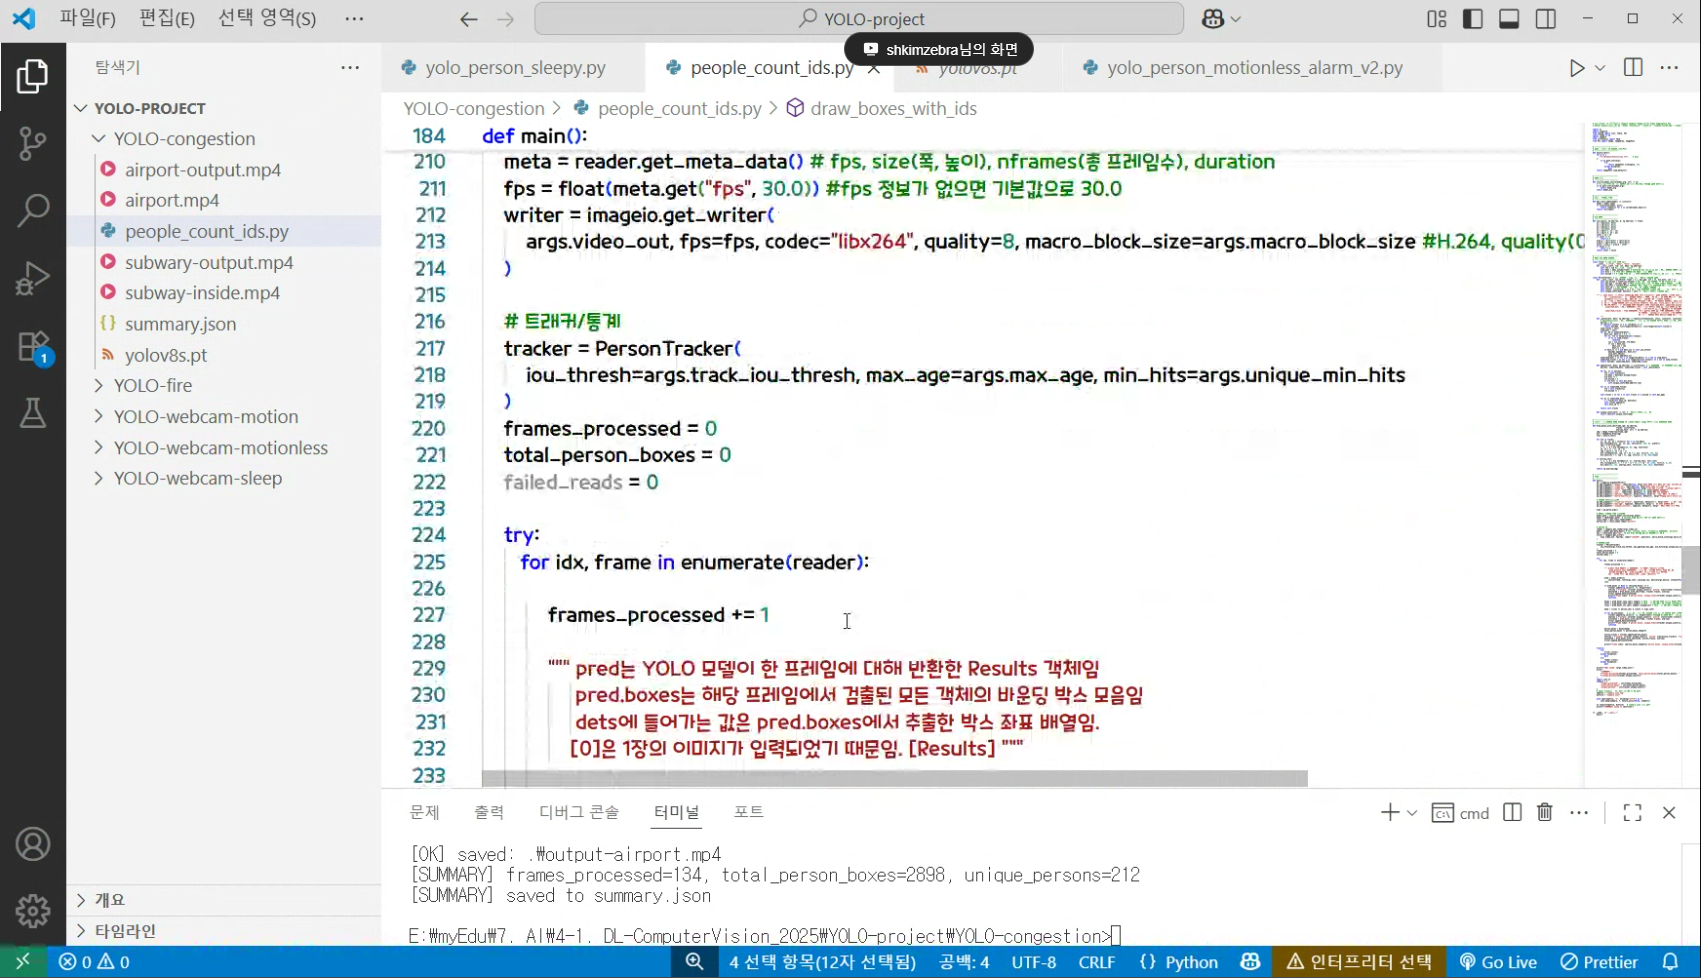 파일(F) 편집(E) 선택 영역(S) ··· YOLO-project
shkimzebra님의 화면
탐색기 ···
YOLO-PROJECT
YOLO-congestion
airport-output.mp4
airport.mp4
people_count_ids.py
subwary-output.mp4
subway-inside.mp4
summary.json
yolov8s.pt
YOLO-fire
YOLO-webcam-motion
YOLO-webcam-motionless
YOLO-webcam-sleep
개요
타임라인
yolo_person_sleepy.py people_count_ids.py yolov8s.pt yolo_person_motionless_alarm_v2.py
YOLO-congestion > people_count_ids.py > draw_boxes_with_ids
184 def main():
210 meta = reader.get_meta_data() # fps, size(폭, 높이), nframes(총 프레임수), duration
211 fps = float(meta.get("fps", 30.0)) #fps 정보가 없으면 기본값으로 30.0
212 writer = imageio.get_writer(
213 args.video_out, fps=fps, codec="libx264", quality=8, macro_block_size=args.macro_block_size #H.264, quality(0
214 )
215
216 # 트래커/통계
217 tracker = PersonTracker(
218 iou_thresh=args.track_iou_thresh, max_age=args.max_age, min_hits=args.unique_min_hits
219 )
220 frames_processed = 0
221 total_person_boxes = 0
222 failed_reads = 0
223
224 try:
225 for idx, frame in enumerate(reader):
226
227 frames_processed += 1
228
229 """ pred는 YOLO 모델이 한 프레임에 대해 반환한 Results 객체임
230 pred.boxes는 해당 프레임에서 검출된 모든 객체의 바운딩 박스 모음임
231 dets에 들어가는 값은 pred.boxes에서 추출한 박스 좌표 배열임.
232 [0]은 1장의 이미지가 입력되었기 때문임. [Results] """
233
문제 출력 디버그 콘솔 터미널 포트 cmd ···
[OK] saved: .₩output-airport.mp4
[SUMMARY] frames_processed=134, total_person_boxes=2898, unique_persons=212
[SUMMARY] saved to summary.json
E:₩myEdu₩7. AI₩4-1. DL-ComputerVision_2025₩YOLO-project₩YOLO-congestion>
1
0 0 4 선택 항목(12자 선택됨) 공백: 4 UTF-8 CRLF {} Python 인터프리터 선택 Go Live Prettier